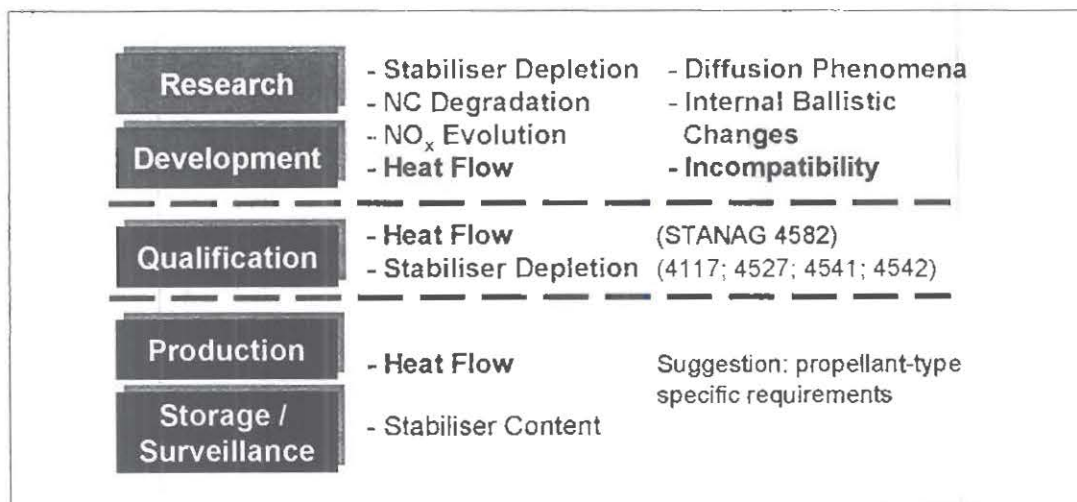 Research
Development
- Stabiliser Depletion
- NC Degradation
- NOx Evolution
- Heat Flow
- Diffusion Phenomena
- Internal Ballistic
Changes
- Incompatibility
Qualification
- Heat Flow (STANAG 4582)
- Stabiliser Depletion (4117; 4527; 4541; 4542)
Production
Storage /
Surveillance
- Heat Flow
- Stabiliser Content
Suggestion: propellant-type
specific requirements